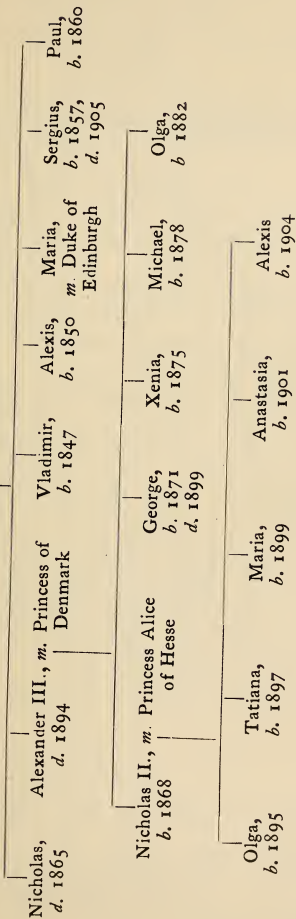 Nicholas,
d. 1865
Alexander III., m. Princess of
d. 1894
Denmark
Vladimir,
b. 1847
Alexis,
b. 1850
Maria,
m. Duke of
Edinburgh
Sergius,
b. 1857,
d. 1905
Paul,
b. 1860
Nicholas II., m. Princess Alice
b. 1868
of Hesse
George,
b. 1871
d. 1899
Xenia,
b. 1875
Michael,
b. 1878
Olga,
b 1882
Olga,
b. 1895
Tatiana,
b. 1897
Maria,
b. 1899
Anastasia,
b. 1901
Alexis
b. 1904